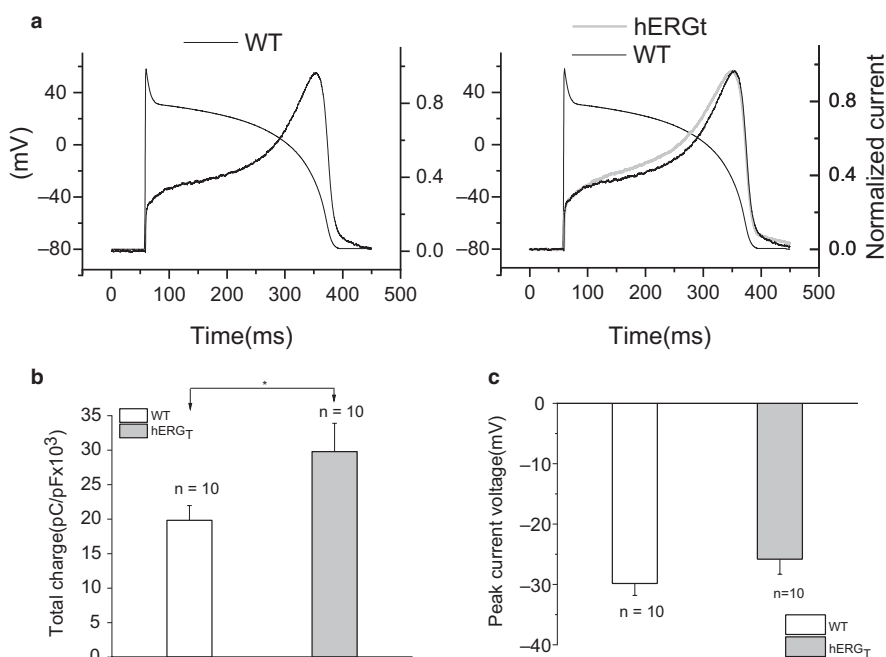 a
WT
40
0
−40
−80
(mV)
0.8
0.4
0.0
0 100 200 300 400 500
Time(ms)
hERGt
WT
40
0
−40
−80
0.8
0.4
0.0
Normalized current
0 100 200 300 400 500
Time(ms)
b
*
WT
hERGT
n = 10
n = 10
35
30
25
20
15
10
5
0
Total charge(pC/pFx10³)
c
0
−10
−20
−30
−40
Peak current voltage(mV)
n = 10
n=10
WT
hERGT